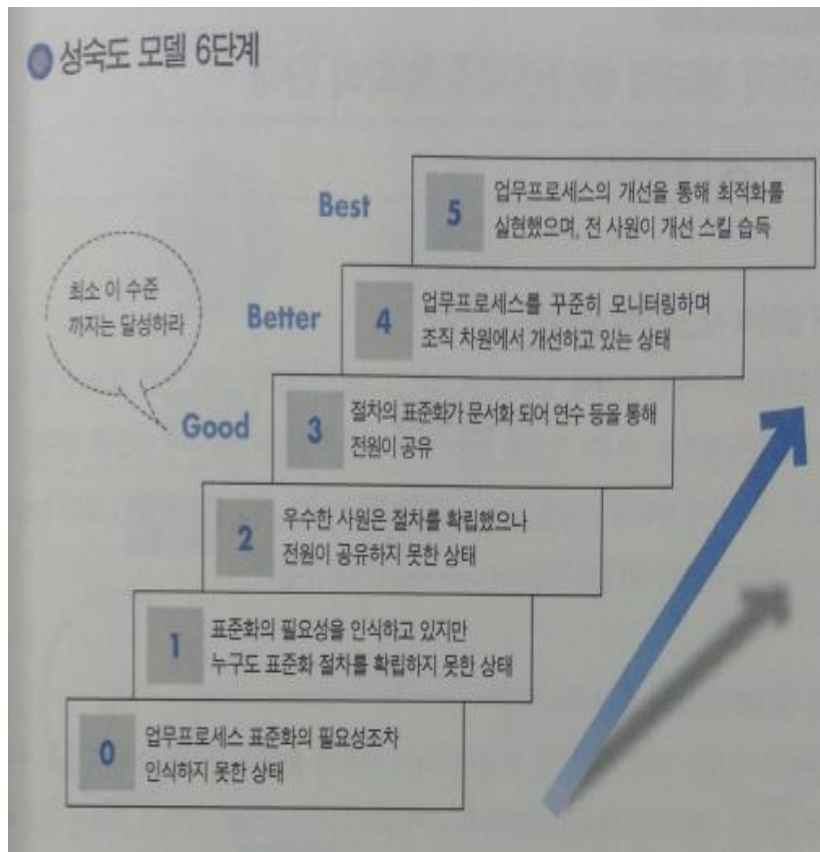 성숙도 모델 6단계
Best
5
업무프로세스의 개선을 통해 최적화를
실현했으며, 전 사원이 개선 스킬 습득
최소 이 수준
까지는 달성하라
Better
4
업무프로세스를 꾸준히 모니터링하며
조직 차원에서 개선하고 있는 상태
Good
3
절차의 표준화가 문서화 되어 연수 등을 통해
전원이 공유
2
우수한 사원은 절차를 확립했으나
전원이 공유하지 못한 상태
1
표준화의 필요성을 인식하고 있지만
누구도 표준화 절차를 확립하지 못한 상태
0
업무프로세스 표준화의 필요성조차
인식하지 못한 상태